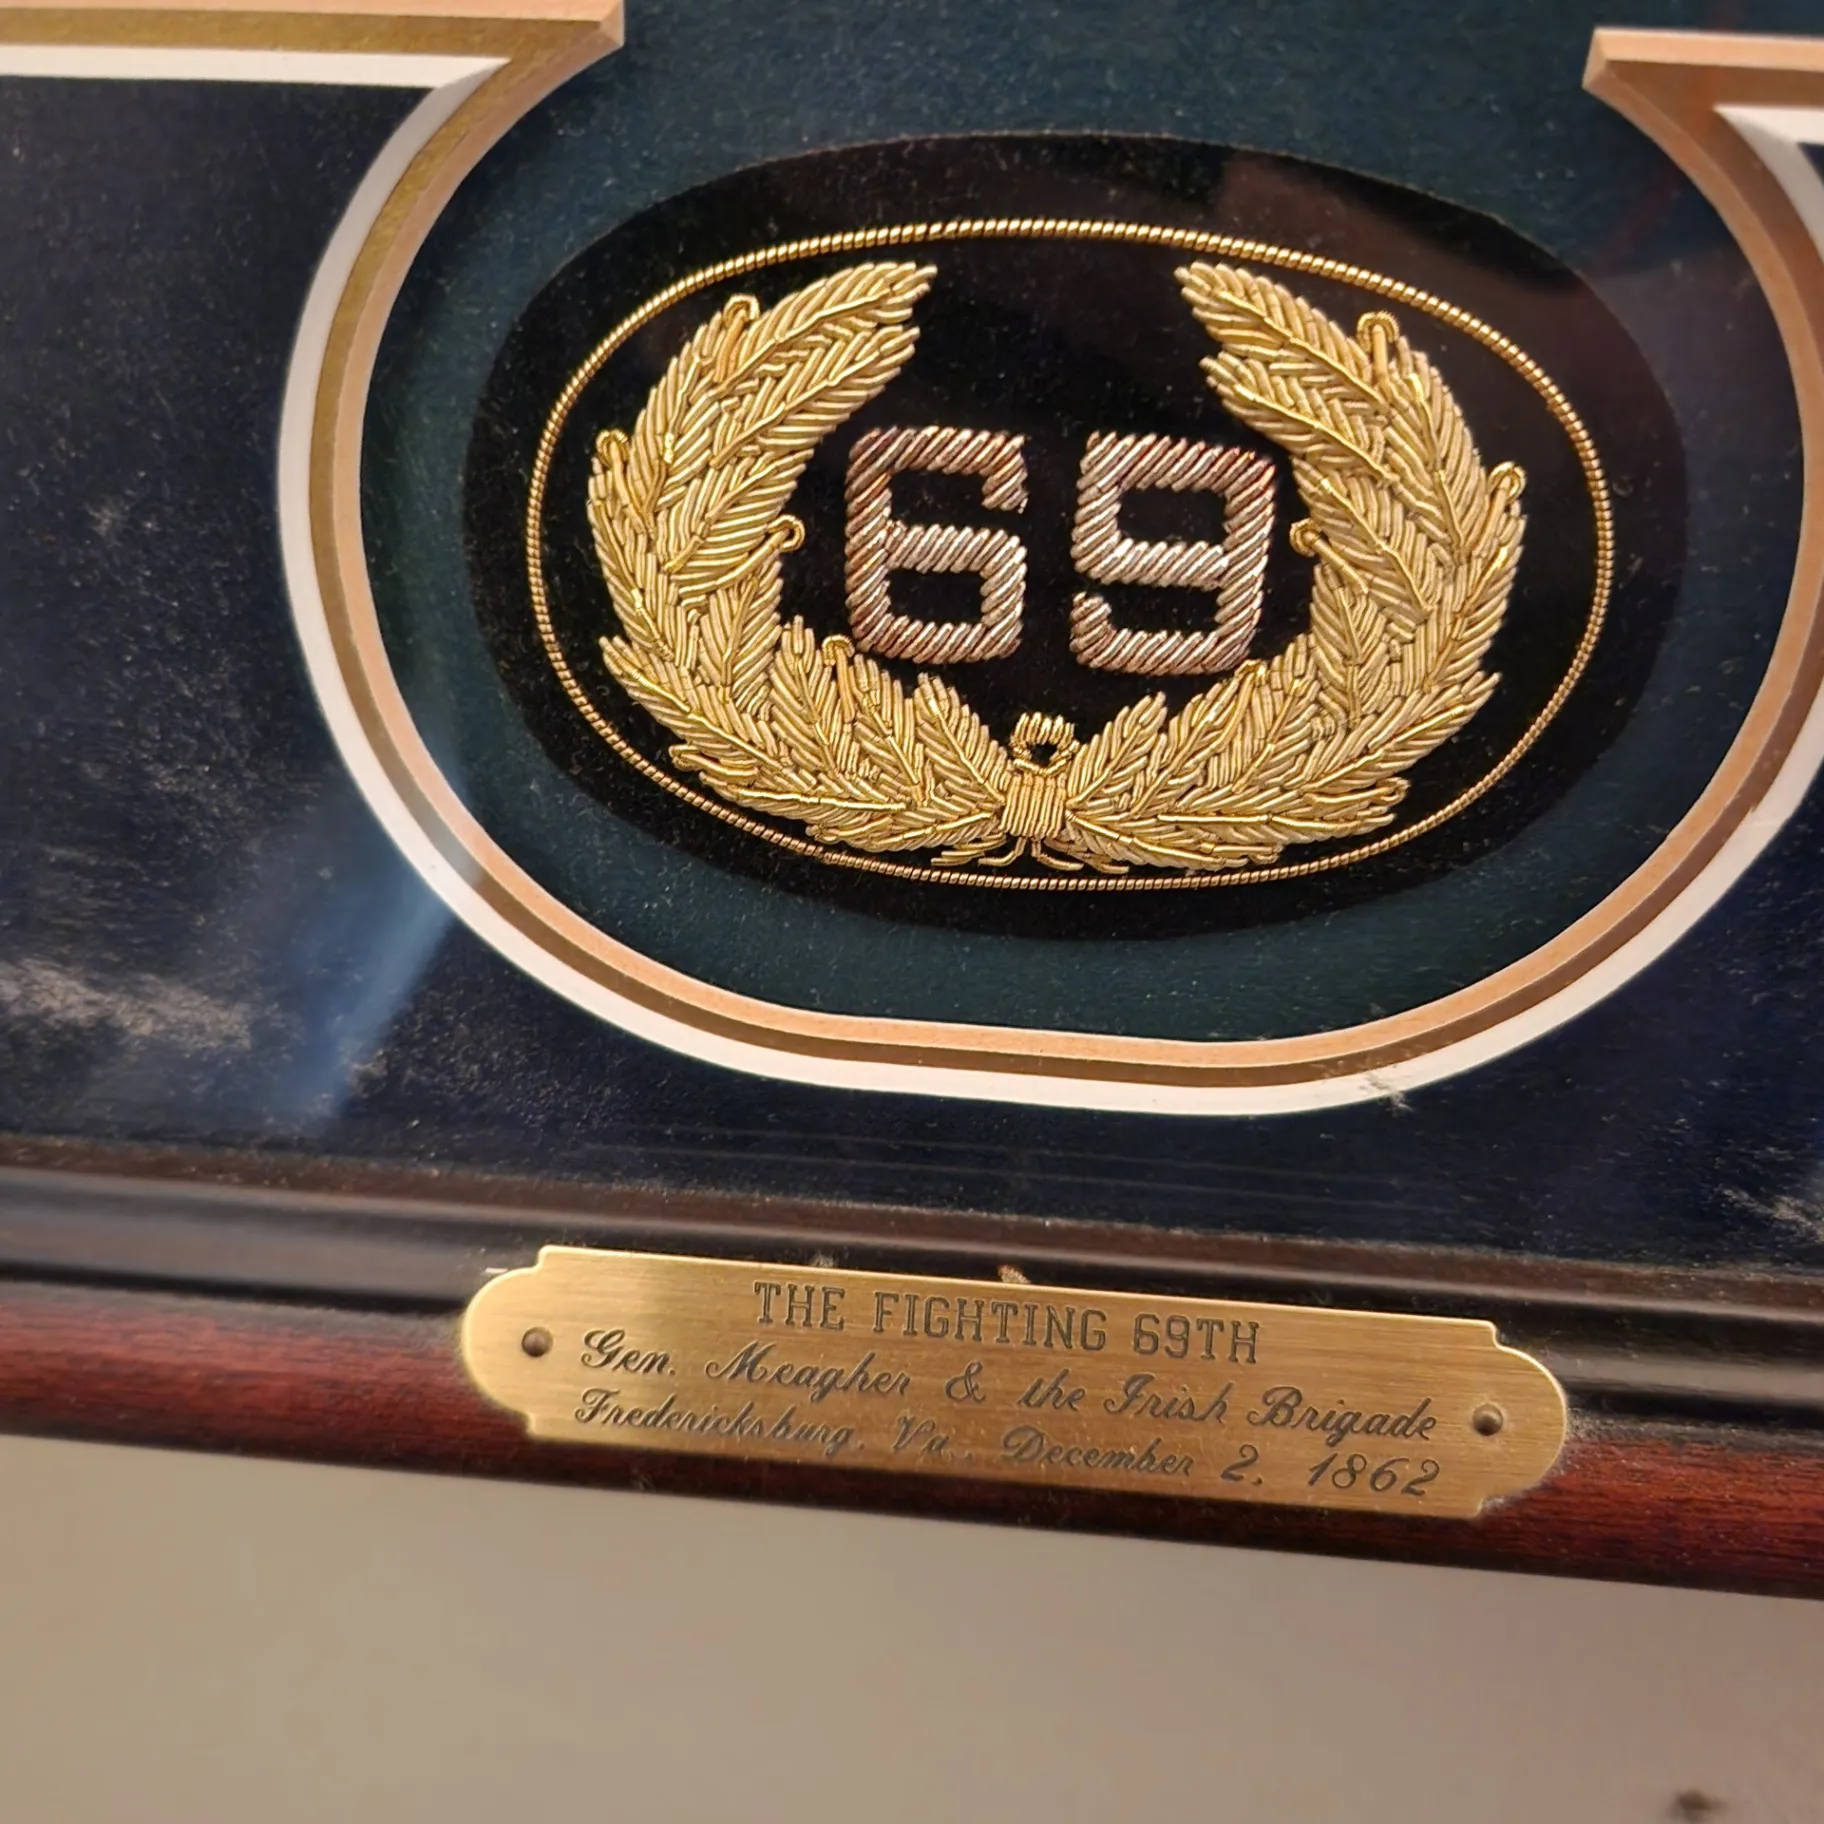 69
THE FIGHTING 69TH
Gen. Meagher & the Irish Brigade
Fredericksburg, Va., December 2, 1862